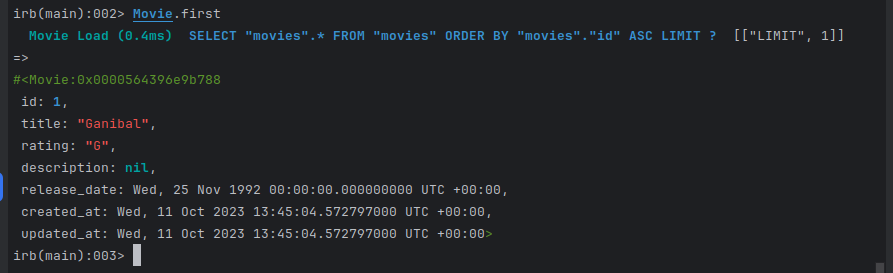 irb(main):002> Movie.first
  Movie Load (0.4ms)  SELECT "movies".* FROM "movies" ORDER BY "movies"."id" ASC LIMIT ?  [["LIMIT", 1]]
=>
#<Movie:0x0000564396e9b788
 id: 1,
 title: "Ganibal",
 rating: "G",
 description: nil,
 release_date: Wed, 25 Nov 1992 00:00:00.000000000 UTC +00:00,
 created_at: Wed, 11 Oct 2023 13:45:04.572797000 UTC +00:00,
 updated_at: Wed, 11 Oct 2023 13:45:04.572797000 UTC +00:00>
irb(main):003>